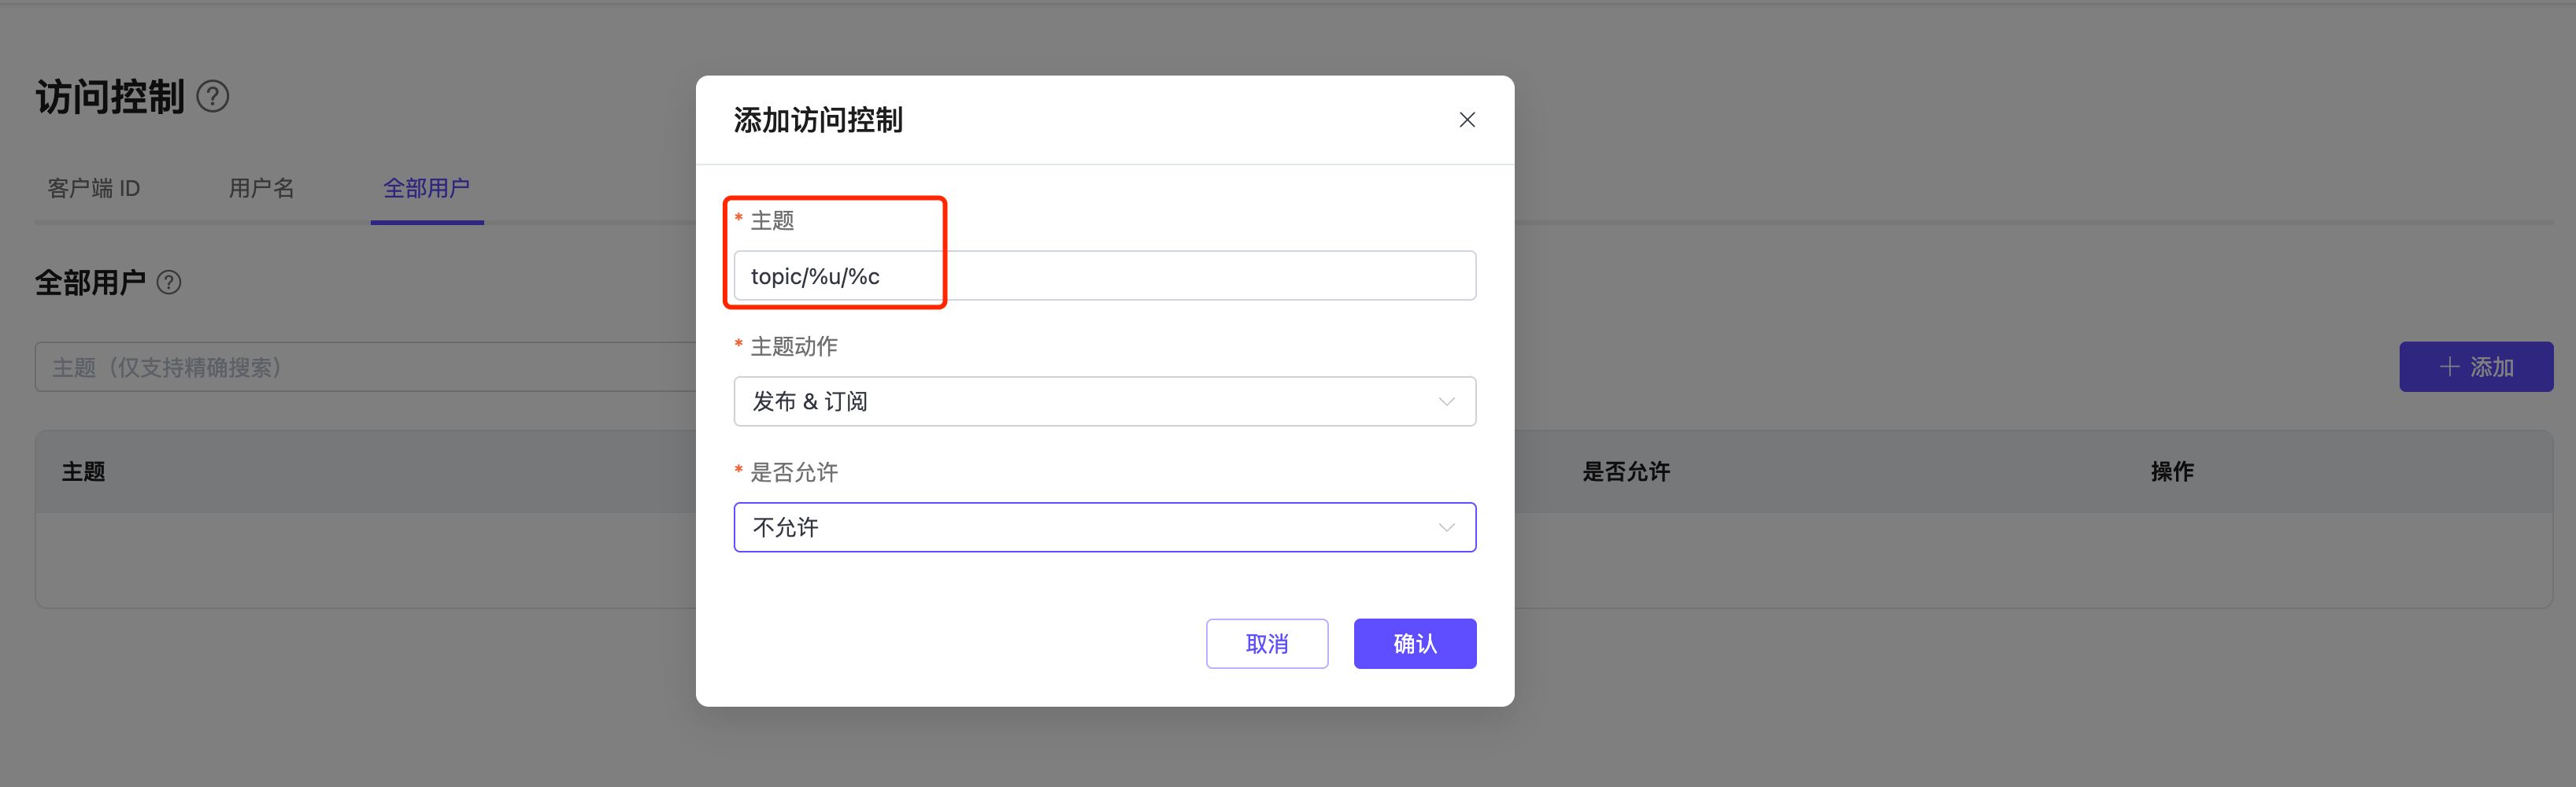 访问控制
客户端 ID
用户名
全部用户
全部用户
主题（仅支持精确搜索）
添加
主题
是否允许
操作
添加访问控制
* 主题
topic/%u/%c
* 主题动作
发布 & 订阅
* 是否允许
不允许
取消
确认